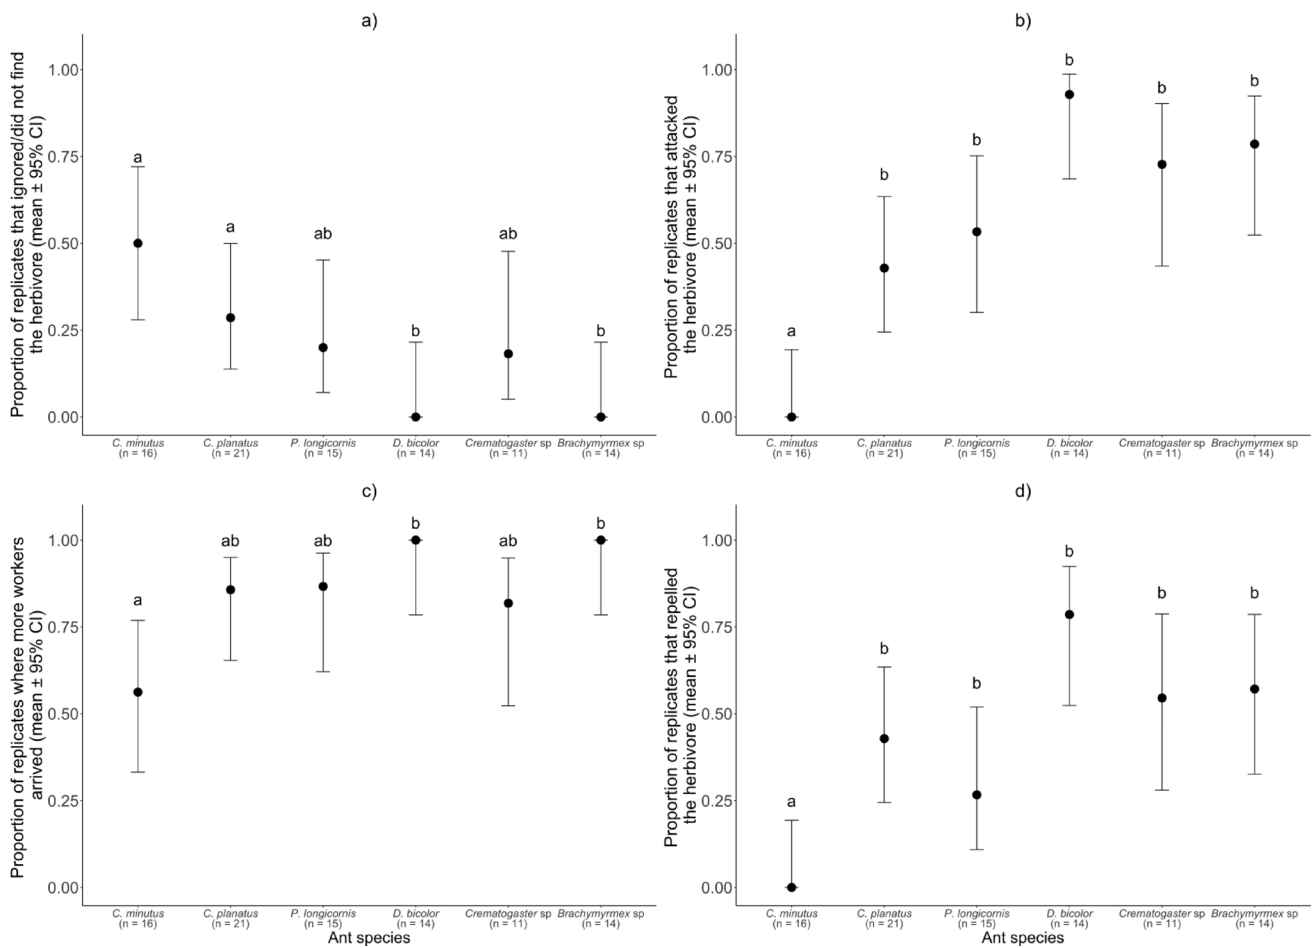 a)
Proportion of replicates that ignored/did not find
the herbivore (mean ± 95% CI)
1.00
0.75
0.50
0.25
0.00
a
a
ab
b
ab
b
C. minutus
(n = 16)
C. planatus
(n = 21)
P. longicornis
(n = 15)
D. bicolor
(n = 14)
Crematogaster sp
(n = 11)
Brachymyrmex sp
(n = 14)
b)
Proportion of replicates that attacked
the herbivore (mean ± 95% CI)
1.00
0.75
0.50
0.25
0.00
a
b
b
b
b
b
C. minutus
(n = 16)
C. planatus
(n = 21)
P. longicornis
(n = 15)
D. bicolor
(n = 14)
Crematogaster sp
(n = 11)
Brachymyrmex sp
(n = 14)
c)
Proportion of replicates where more workers
arrived (mean ± 95% CI)
1.00
0.75
0.50
0.25
0.00
a
ab
ab
b
ab
b
C. minutus
(n = 16)
C. planatus
(n = 21)
P. longicornis
(n = 15)
D. bicolor
(n = 14)
Crematogaster sp
(n = 11)
Brachymyrmex sp
(n = 14)
Ant species
d)
Proportion of replicates that repelled
the herbivore (mean ± 95% CI)
1.00
0.75
0.50
0.25
0.00
a
b
b
b
b
b
C. minutus
(n = 16)
C. planatus
(n = 21)
P. longicornis
(n = 15)
D. bicolor
(n = 14)
Crematogaster sp
(n = 11)
Brachymyrmex sp
(n = 14)
Ant species